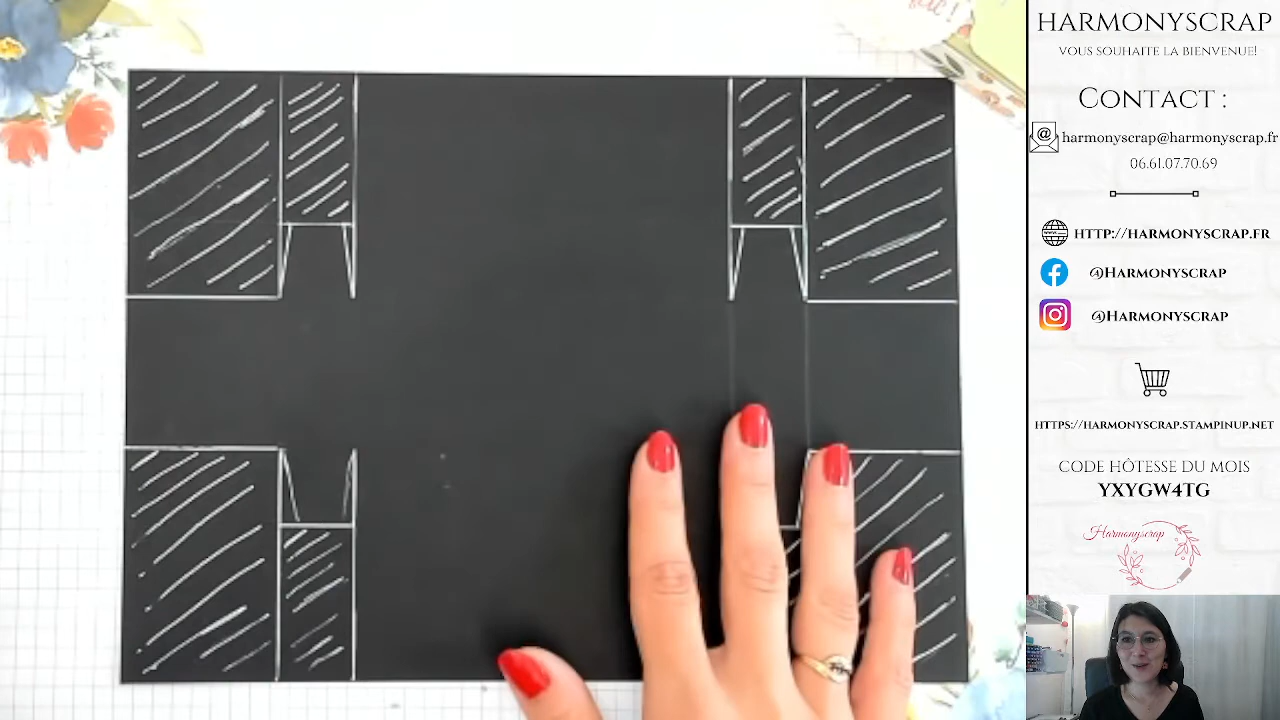 HARMONYSCRAP
VOUS SOUHAITE LA BIENVENUE!
CONTACT :
@
harmonyscrap@harmonyscrap.fr
06.61.07.70.69
www.
HTTP://HARMONYSCRAP.FR
@HARMONYSCRAP
@HARMONYSCRAP
HTTPS://HARMONYSCRAP.STAMPINUP.NET
CODE HÔTESSE DU MOIS
YXYGW4TG
Harmonyscrap